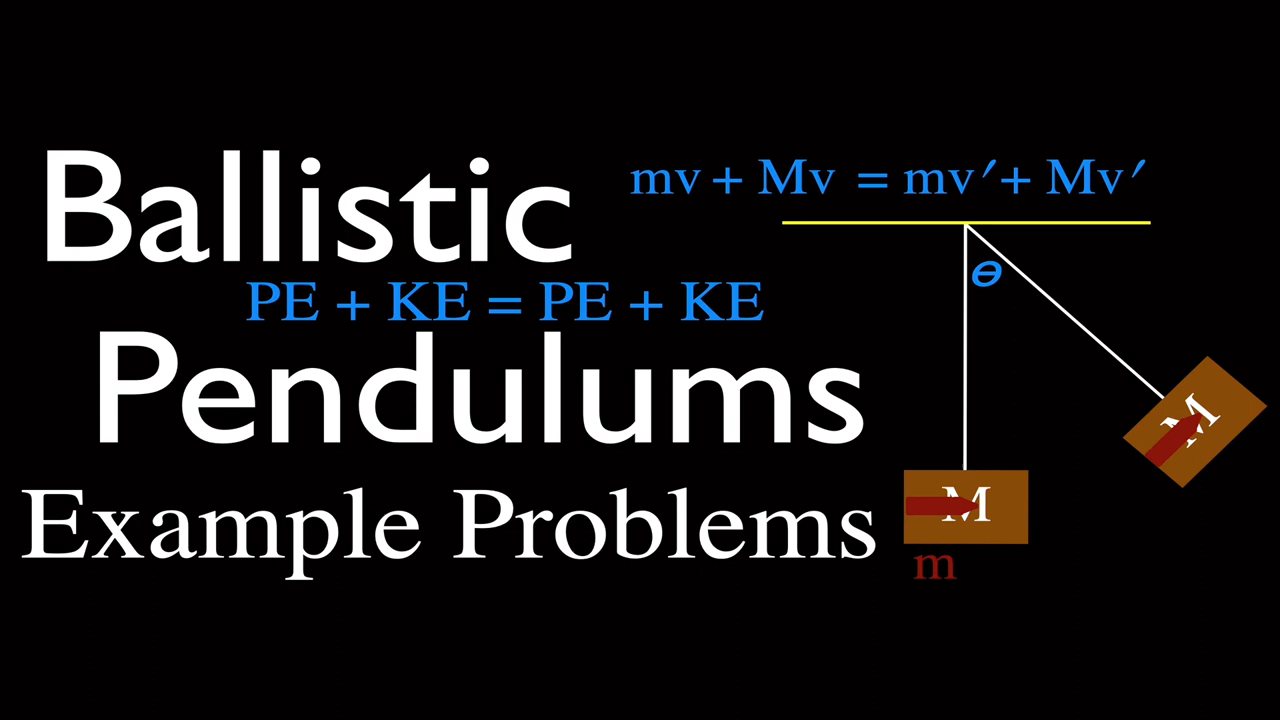 Ballistic
mv + Mv = mv′+ Mv′
PE + KE = PE + KE
Pendulums
Example Problems
ϴ
M
M
m